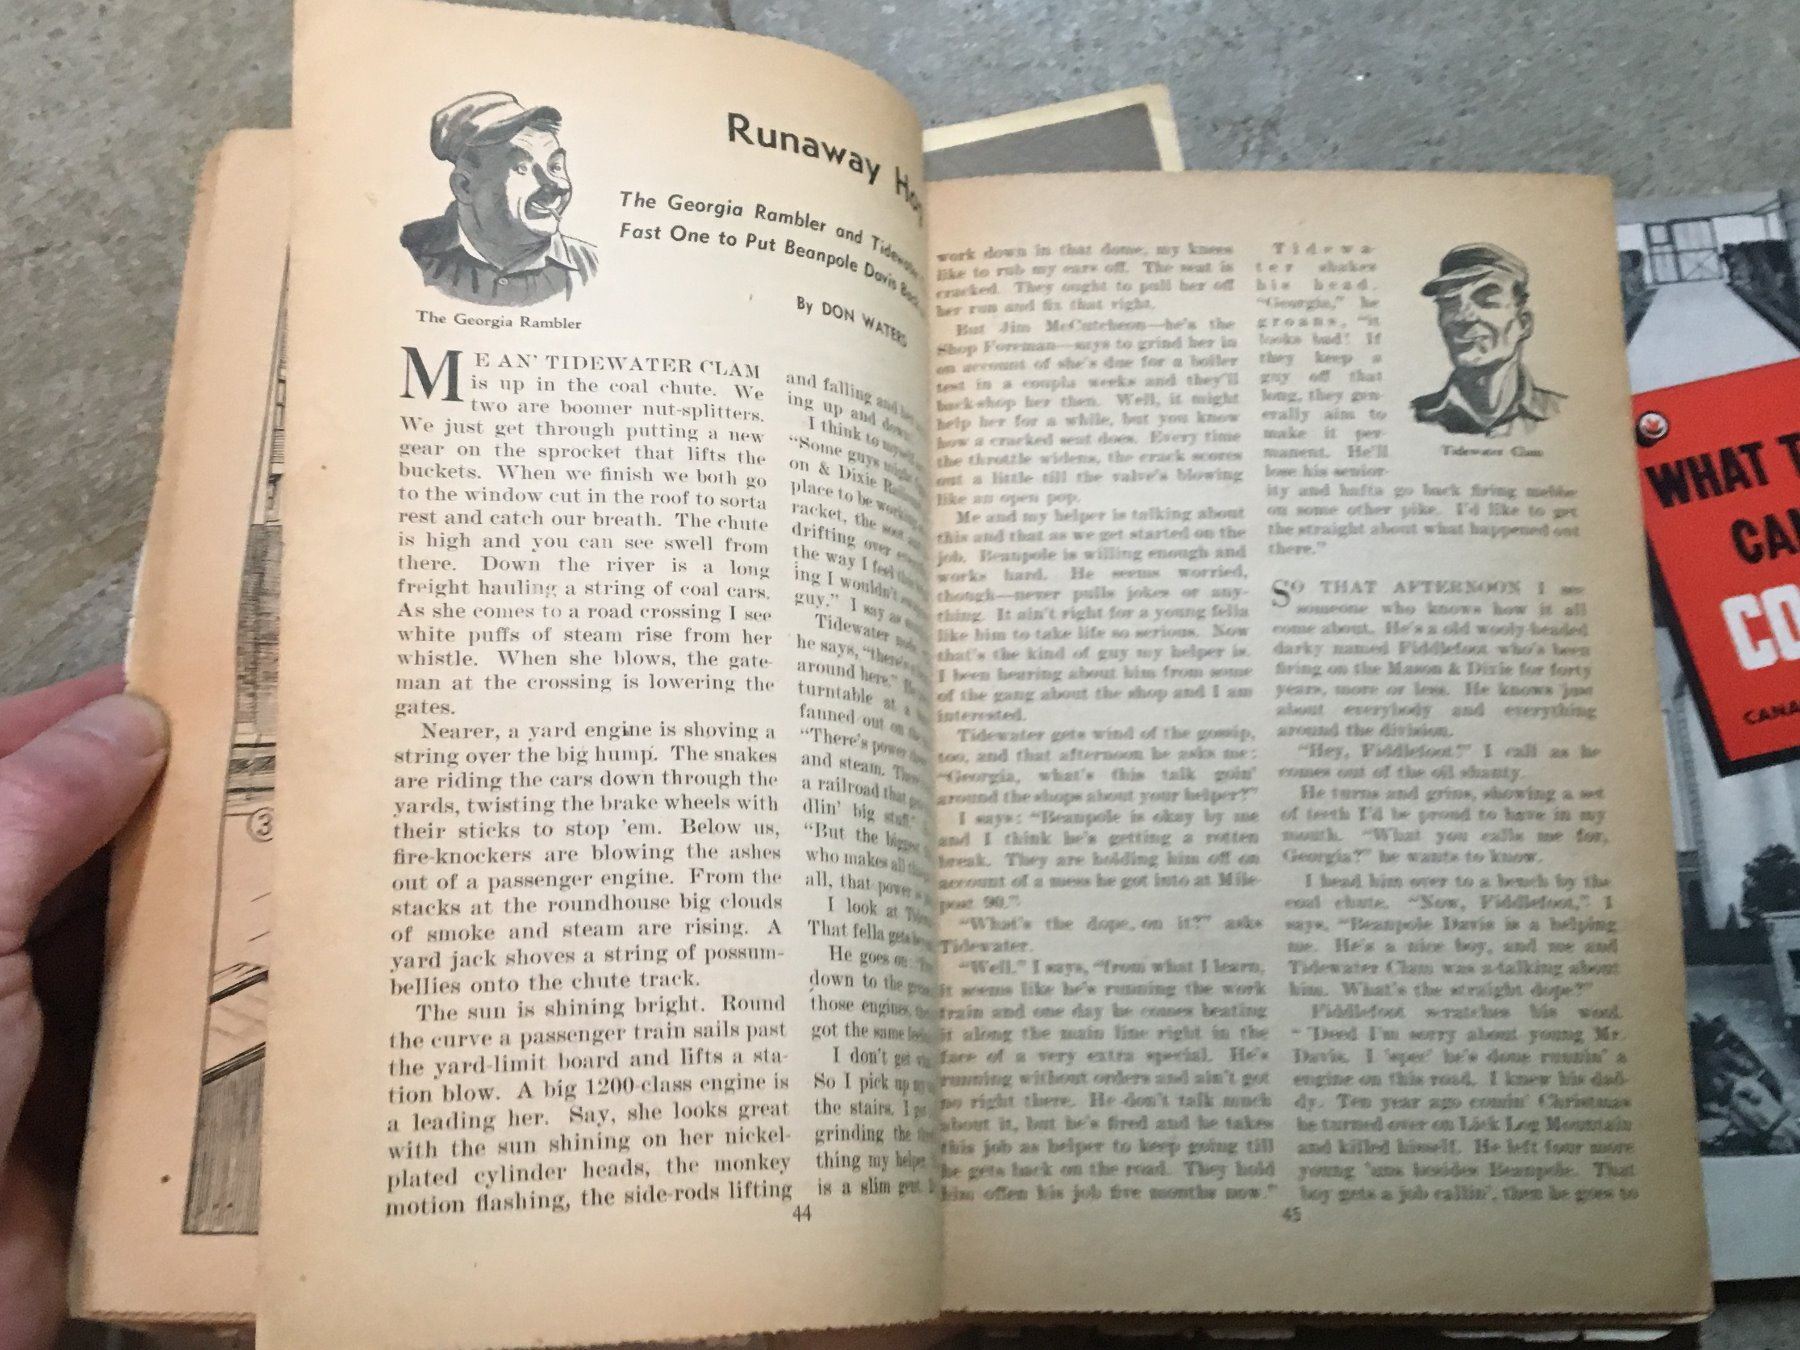 The Georgia Rambler
Runaway
The Georgia Rambler and Tidewater
Fast One to Put Beanpole Davis Back
By DON WATERS
ME AN' TIDEWATER CLAM
is up in the coal chute. We
two are boomer nut-splitters.
We just get through putting a new
gear on the sprocket that lifts the
buckets. When we finish we both go
to the window cut in the roof to sorta
rest and catch our breath. The chute
is high and you can see swell from
there. Down the river is a long
freight hauling a string of coal cars.
As she comes to a road crossing I see
white puffs of steam rise from her
whistle. When she blows, the gate-
man at the crossing is lowering the
gates.
Nearer, a yard engine is shoving a
string over the big hump. The snakes
are riding the cars down through the
yards, twisting the brake wheels with
their sticks to stop 'em. Below us,
fire-knockers are blowing the ashes
out of a passenger engine. From the
stacks at the roundhouse big clouds
of smoke and steam are rising. A
yard jack shoves a string of possum-
bellies onto the chute track.
The sun is shining bright. Round
the curve a passenger train sails past
the yard-limit board and lifts a sta-
tion blow. A big 1200-class engine is
a leading her. Say, she looks great
with the sun shining on her nickel-
plated cylinder heads, the monkey
motion flashing, the side-rods lifting
and falling and
ing up and down
I think to myself
"Some guys might
on & Dixie
place to be working
racket, the soot and
drifting over
the way I feel
ing I wouldn't
guy." I say as
Tidewater
he says, "there's
around here."
turntable at a
fanned out on the
"There's power
and steam.
a railroad that
dlin' big stuff.
"But the biggest
who makes all
all, that power
I look at
That fella gets
He goes on
down to the
those engines,
got the same
I don't get
So I pick up my
the stairs. I
grinding the
thing my helper
is a slim gent.
44
work down in that dome, my knees
like to rub my ears off. The seat is
cracked. They ought to pull her off
her run and fix that right.
But Jim McCutcheon—he's the
Shop Foreman—says to grind her in
on account of she's due for a boiler
test in a coupla weeks and they'll
back-shop her then. Well, it might
help her for a while, but you know
how a cracked seat does. Every time
the throttle widens, the crack scores
out a little till the valve's blowing
like an open pop.
Me and my helper is talking about
this and that as we get started on the
job. Beanpole is willing enough and
works hard. He seems worried,
though—never pulls jokes or any-
thing. It ain't right for a young fella
like him to take life so serious. Now
that's the kind of guy my helper is.
I been hearing about him from some
of the gang about the shop and I am
interested.
Tidewater gets wind of the gossip,
too, and that afternoon he asks me:
"Georgia, what's this talk goin'
around the shops about your helper?"
I says: "Beanpole is okay by me
and I think he's getting a rotten
break. They are holding him off on
account of a mess he got into at Mile-
post 90."
"What's the dope, on it?" asks
Tidewater.
"Well," I says, "from what I learn,
it seems like he's running the work
train and one day he comes beating
it along the main line right in the
face of a very extra special. He's
running without orders and ain't got
no right there. He don't talk much
about it, but he's fired and he takes
this job as helper to keep going till
he gets back on the road. They hold
him offen his job five months now."
Tidewa-
ter shakes
his head.
"Georgia," he
groans, "it
looks bad! If
they keep a
guy off that
long, they gen-
erally aim to
make it per-
manent. He'll
lose his senior-
ity and hafta go back firing mebbe
on some other pike. I'd like to get
the straight about what happened out
there."
Tidewater Clam
SO THAT AFTERNOON I see
someone who knows how it all
come about. He's a old wooly-headed
darky named Fiddlefoot who's been
firing on the Mason & Dixie for forty
years, more or less. He knows just
about everybody and everything
around the division.
"Hey, Fiddlefoot!" I call as he
comes out of the oil shanty.
He turns and grins, showing a set
of teeth I'd be proud to have in my
mouth. "What you calls me for,
Georgia?" he wants to know.
I head him over to a bench by the
coal chute. "Now, Fiddlefoot," I
says, "Beanpole Davis is a helping
me. He's a nice boy, and me and
Tidewater Clam was a-talking about
him. What's the straight dope?"
Fiddlefoot scratches his wool.
"'Deed I'm sorry about young Mr.
Davis. I 'spec' he's done runnin' a
engine on this road. I knew his dad-
dy. Ten year ago comin' Christmas
he turned over on Lick Log Mountain
and killed hisself. He left four more
young 'uns besides Beanpole. That
boy gets a job callin', then he goes to
45
3
WHAT
CO
CANA